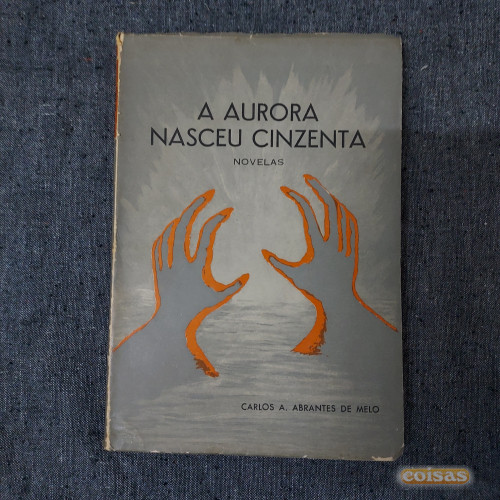 A AURORA
NASCEU CINZENTA
NOVELAS
CARLOS A. ABRANTES DE MELO
coisas